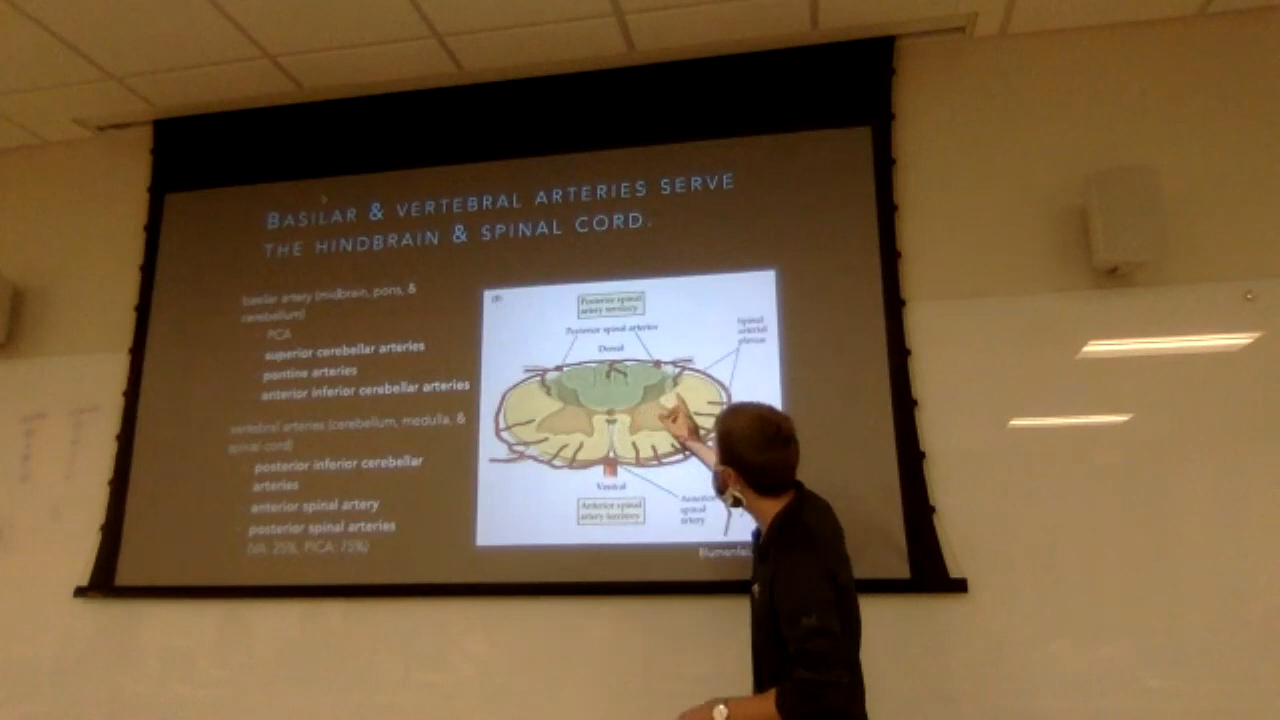 BASILAR & VERTEBRAL ARTERIES SERVE
THE HINDBRAIN & SPINAL CORD.
basilar artery (midbrain, pons, &
cerebellum)
PCA
superior cerebellar arteries
pontine arteries
anterior inferior cerebellar arteries
vertebral arteries (cerebellum, medulla, &
spinal cord)
posterior inferior cerebellar
arteries
anterior spinal artery
posterior spinal arteries
(VA: 25%, PICA: 75%)
(B)
Posterior spinal
artery territory
Posterior spinal arteries
Dorsal
Spinal
arterial
plexus
Ventral
Anterior spinal
artery territory
Anterior
spinal
artery